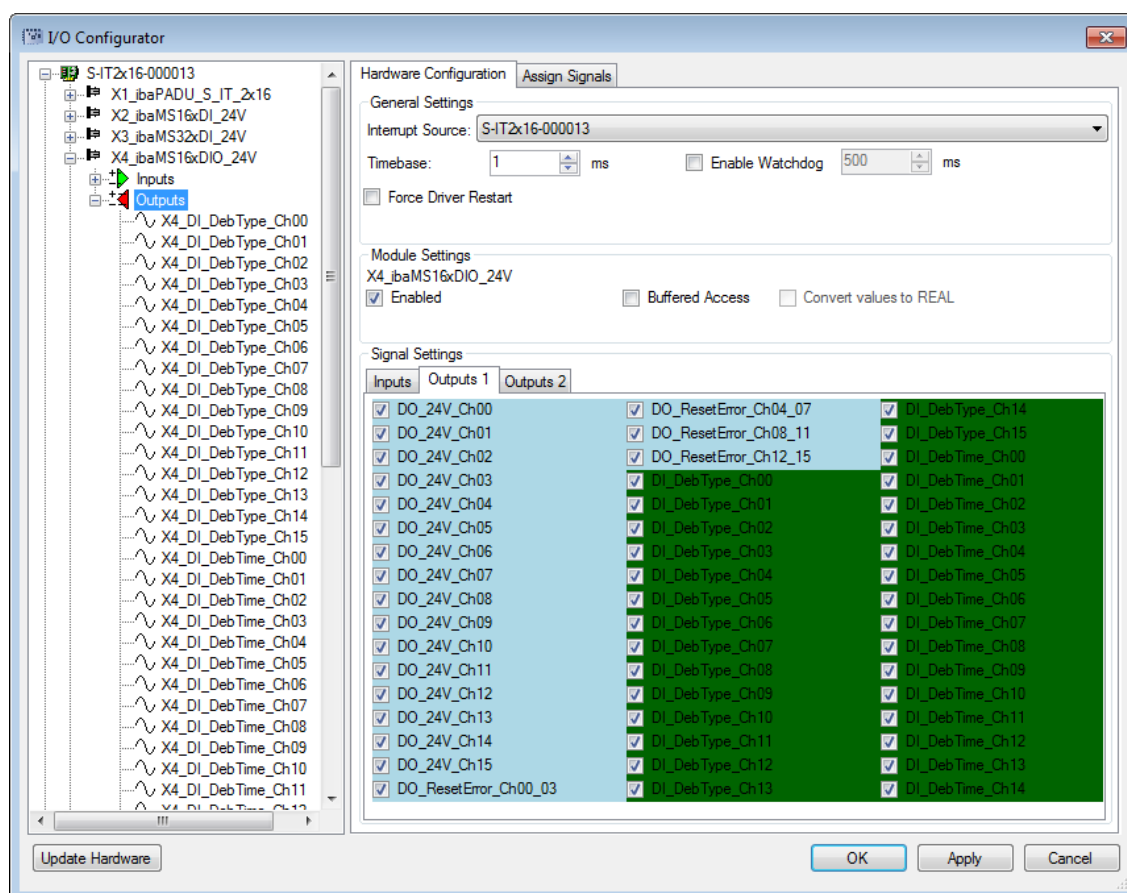 I/O Configurator
S-IT2x16-000013
X1_ibaPADU_S_IT_2x16
X2_ibaMS16xDI_24V
X3_ibaMS32xDI_24V
X4_ibaMS16xDIO_24V
Inputs
Outputs
X4_DI_DebType_Ch00
X4_DI_DebType_Ch01
X4_DI_DebType_Ch02
X4_DI_DebType_Ch03
X4_DI_DebType_Ch04
X4_DI_DebType_Ch05
X4_DI_DebType_Ch06
X4_DI_DebType_Ch07
X4_DI_DebType_Ch08
X4_DI_DebType_Ch09
X4_DI_DebType_Ch10
X4_DI_DebType_Ch11
X4_DI_DebType_Ch12
X4_DI_DebType_Ch13
X4_DI_DebType_Ch14
X4_DI_DebType_Ch15
X4_DI_DebTime_Ch00
X4_DI_DebTime_Ch01
X4_DI_DebTime_Ch02
X4_DI_DebTime_Ch03
X4_DI_DebTime_Ch04
X4_DI_DebTime_Ch05
X4_DI_DebTime_Ch06
X4_DI_DebTime_Ch07
X4_DI_DebTime_Ch08
X4_DI_DebTime_Ch09
X4_DI_DebTime_Ch10
X4_DI_DebTime_Ch11
X4_DI_DebTime_Ch12
Update Hardware
Hardware Configuration Assign Signals
General Settings
Interrupt Source: S-IT2x16-000013
Timebase: 1 ms Enable Watchdog 500 ms
Force Driver Restart
Module Settings
X4_ibaMS16xDIO_24V
Enabled Buffered Access Convert values to REAL
Signal Settings
Inputs Outputs 1 Outputs 2
DO_24V_Ch00 DO_ResetError_Ch04_07 DI_DebType_Ch14
DO_24V_Ch01 DO_ResetError_Ch08_11 DI_DebType_Ch15
DO_24V_Ch02 DO_ResetError_Ch12_15 DI_DebTime_Ch00
DO_24V_Ch03 DI_DebType_Ch00 DI_DebTime_Ch01
DO_24V_Ch04 DI_DebType_Ch01 DI_DebTime_Ch02
DO_24V_Ch05 DI_DebType_Ch02 DI_DebTime_Ch03
DO_24V_Ch06 DI_DebType_Ch03 DI_DebTime_Ch04
DO_24V_Ch07 DI_DebType_Ch04 DI_DebTime_Ch05
DO_24V_Ch08 DI_DebType_Ch05 DI_DebTime_Ch06
DO_24V_Ch09 DI_DebType_Ch06 DI_DebTime_Ch07
DO_24V_Ch10 DI_DebType_Ch07 DI_DebTime_Ch08
DO_24V_Ch11 DI_DebType_Ch08 DI_DebTime_Ch09
DO_24V_Ch12 DI_DebType_Ch09 DI_DebTime_Ch10
DO_24V_Ch13 DI_DebType_Ch10 DI_DebTime_Ch11
DO_24V_Ch14 DI_DebType_Ch11 DI_DebTime_Ch12
DO_24V_Ch15 DI_DebType_Ch12 DI_DebTime_Ch13
DO_ResetError_Ch00_03 DI_DebType_Ch13 DI_DebTime_Ch14
OK Apply Cancel